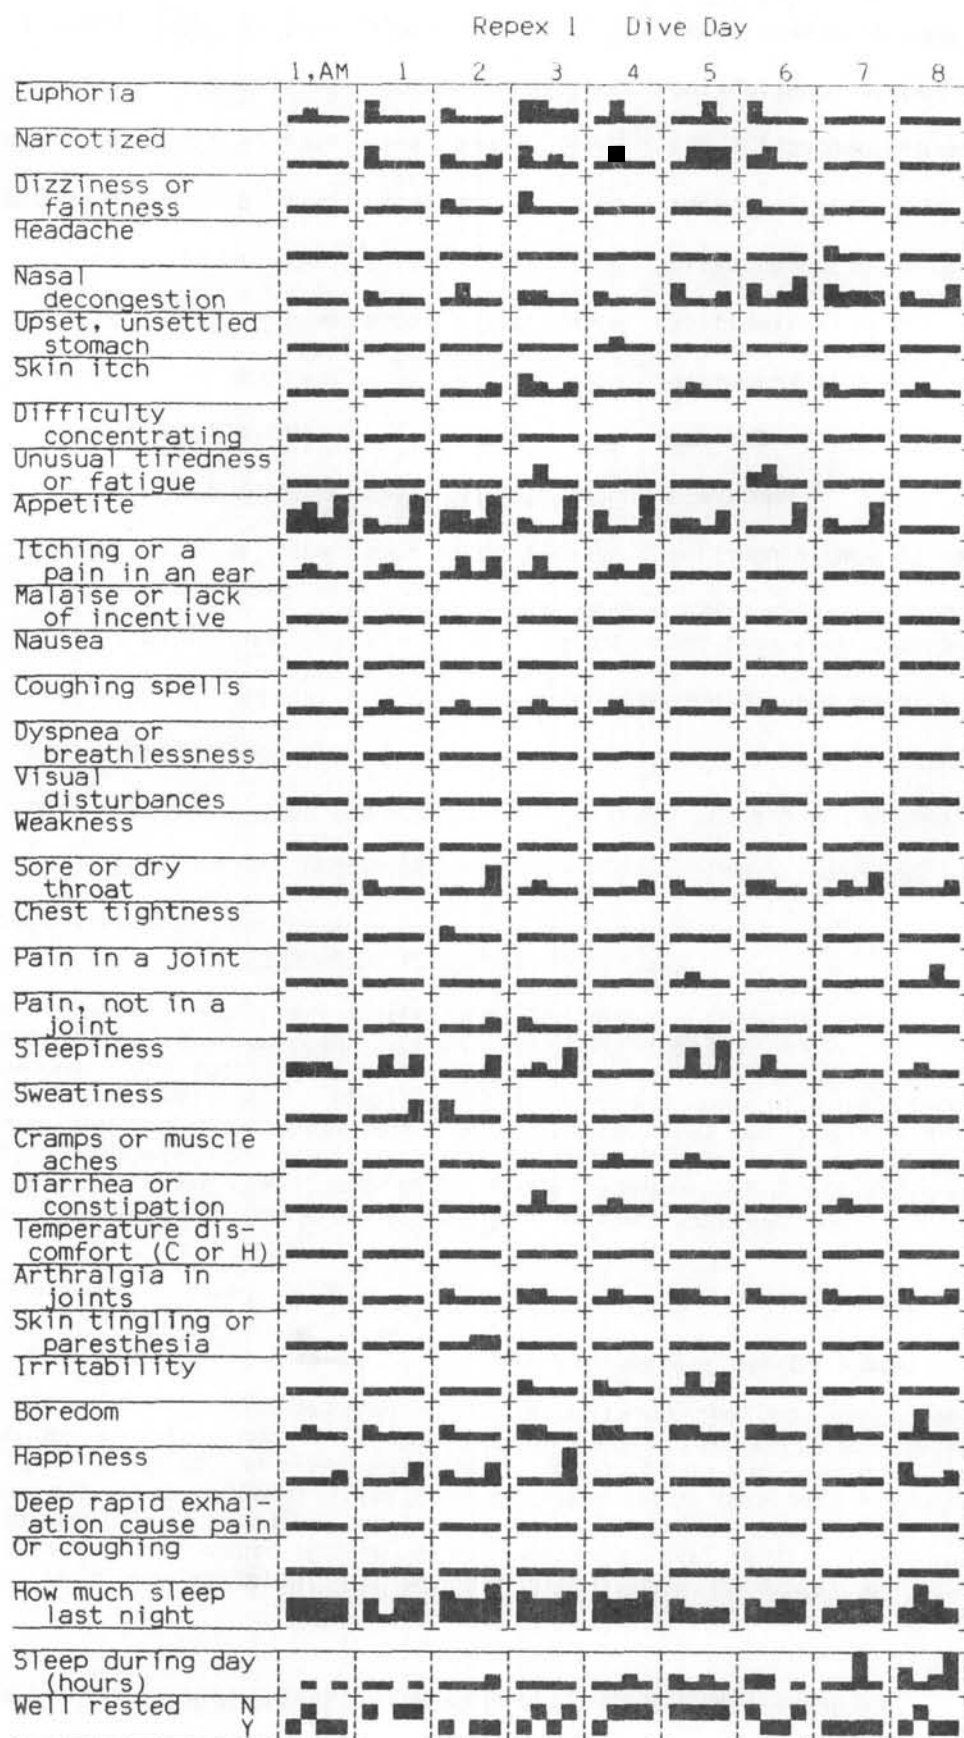 Repex 1 Dive Day
1,AM 1 2 3 4 5 6 7 8
Euphoria
Narcotized
Dizziness or
faintness
Headache
Nasal
decongestion
Upset, unsettled
stomach
Skin itch
Difficulty
concentrating
Unusual tiredness
or fatigue
Appetite
Itching or a
pain in an ear
Malaise or lack
of incentive
Nausea
Coughing spells
Dyspnea or
breathlessness
Visual
disturbances
Weakness
Sore or dry
throat
Chest tightness
Pain in a joint
Pain, not in a
joint
Sleepiness
Sweatiness
Cramps or muscle
aches
Diarrhea or
constipation
Temperature dis-
comfort (C or H)
Arthralgia in
joints
Skin tingling or
paresthesia
Irritability
Boredom
Happiness
Deep rapid exhal-
ation cause pain
Or coughing
How much sleep
last night
Sleep during day
(hours)
Well rested N
Y